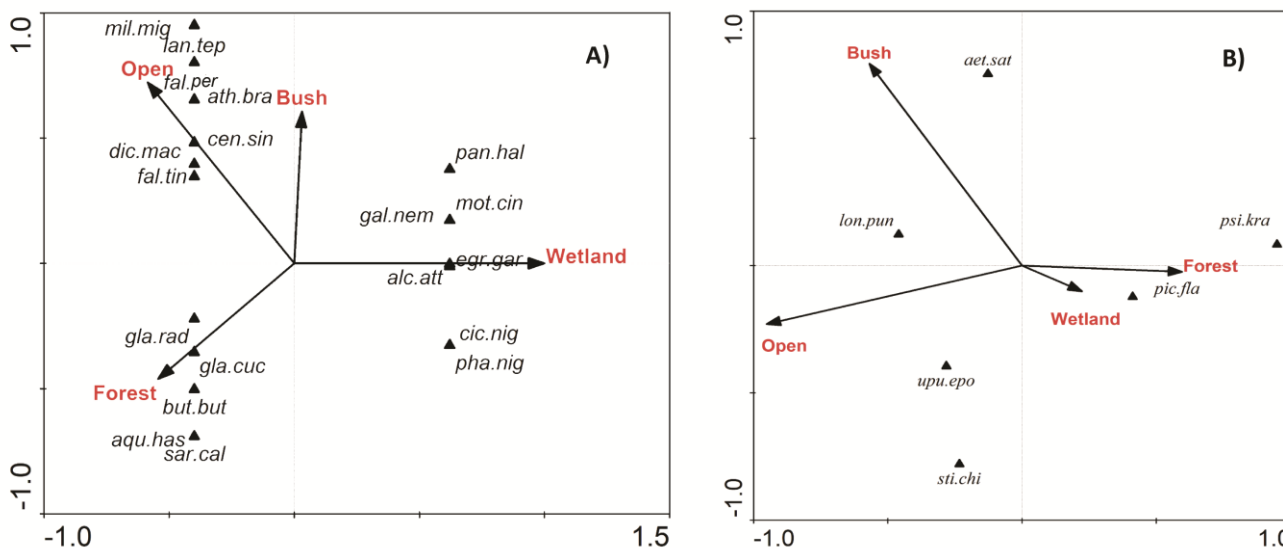 1.0
mil.mig
lan.tep
A)
Open
fal.per
ath.bra
Bush
cen.sin
dic.mac
fal.tin
pan.hal
gal.nem
mot.cin
egr.gar
Wetland
alc.att
gla.rad
cic.nig
gla.cuc
pha.nig
Forest
but.but
aqu.has
sar.cal
-1.0
-1.0
1.5
1.0
B)
Bush
aet.sat
lon.pun
psi.kra
Forest
pic.fla
Wetland
Open
upu.epo
sti.chi
-1.0
-1.0
1.0